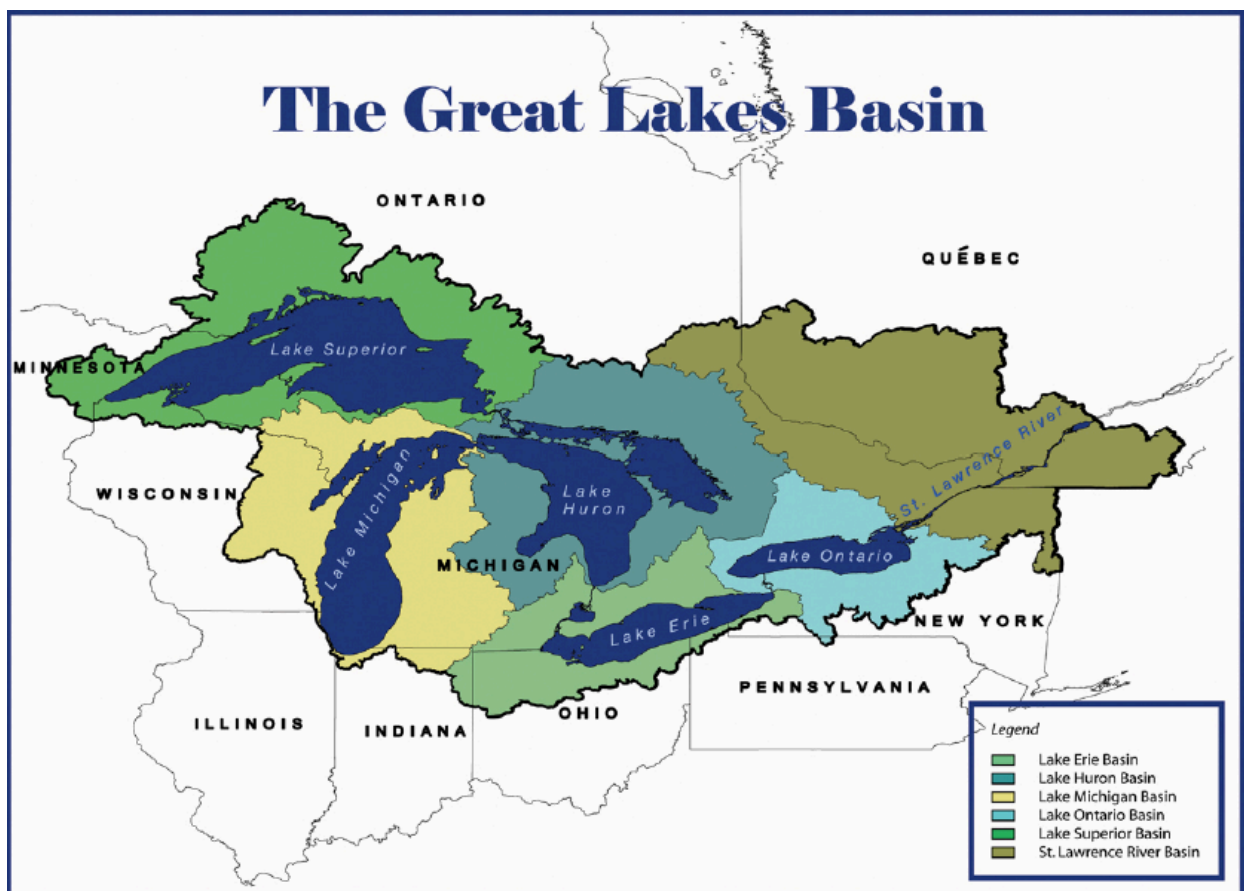 The Great Lakes Basin
ONTARIO
QUÉBEC
Lake Superior
MINNESOTA
St. Lawrence River
WISCONSIN
Lake Michigan
Lake
Huron
Lake Ontario
MICHIGAN
Lake Erie
NEW YORK
PENNSYLVANIA
ILLINOIS
INDIANA
OHIO
Legend
Lake Erie Basin
Lake Huron Basin
Lake Michigan Basin
Lake Ontario Basin
Lake Superior Basin
St. Lawrence River Basin